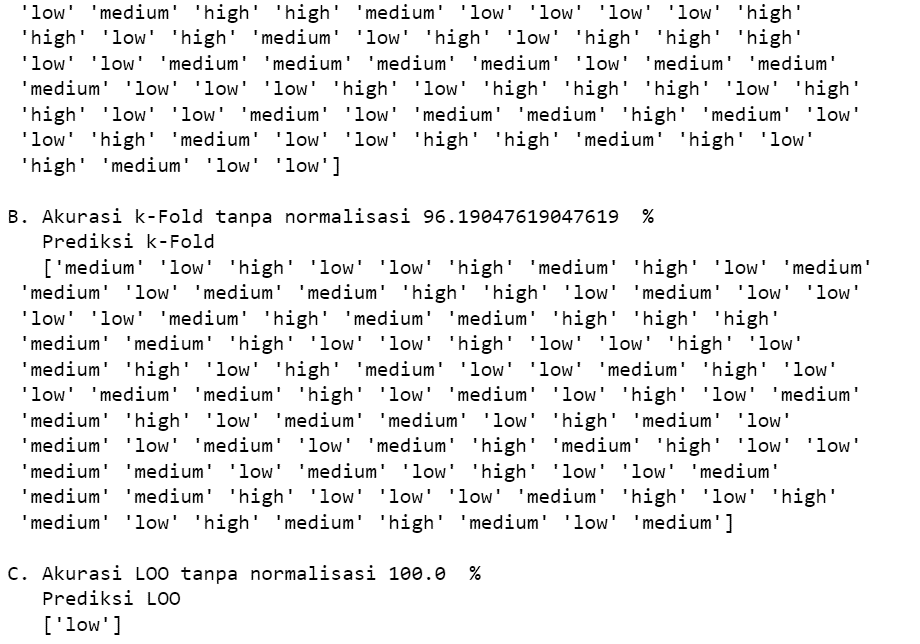 'low' 'medium' 'high' 'high' 'medium' 'low' 'low' 'low' 'low' 'high'
'high' 'low' 'high' 'medium' 'low' 'high' 'low' 'high' 'high' 'high'
'low' 'low' 'medium' 'medium' 'medium' 'medium' 'low' 'medium' 'medium'
'medium' 'low' 'low' 'low' 'high' 'low' 'high' 'high' 'high' 'low' 'high'
'high' 'low' 'low' 'medium' 'low' 'medium' 'medium' 'high' 'medium' 'low'
'low' 'high' 'medium' 'low' 'low' 'high' 'high' 'medium' 'high' 'low'
'high' 'medium' 'low' 'low']
B. Akurasi k-Fold tanpa normalisasi 96.19047619047619 %
Prediksi k-Fold
['medium' 'low' 'high' 'low' 'low' 'high' 'medium' 'high' 'low' 'medium'
'medium' 'low' 'medium' 'medium' 'high' 'high' 'low' 'medium' 'low' 'low'
'low' 'low' 'medium' 'high' 'medium' 'medium' 'high' 'high' 'high'
'medium' 'medium' 'high' 'low' 'low' 'high' 'low' 'low' 'high' 'low'
'medium' 'high' 'low' 'high' 'medium' 'low' 'low' 'medium' 'high' 'low'
'low' 'medium' 'medium' 'high' 'low' 'medium' 'low' 'high' 'low' 'medium'
'medium' 'high' 'low' 'medium' 'medium' 'low' 'high' 'medium' 'low'
'medium' 'low' 'medium' 'low' 'medium' 'high' 'medium' 'high' 'low' 'low'
'medium' 'medium' 'low' 'medium' 'low' 'high' 'low' 'low' 'medium'
'medium' 'medium' 'high' 'low' 'low' 'low' 'medium' 'high' 'low' 'high'
'medium' 'low' 'high' 'medium' 'high' 'medium' 'low' 'medium']
C. Akurasi LOO tanpa normalisasi 100.0 %
Prediksi LOO
['low']